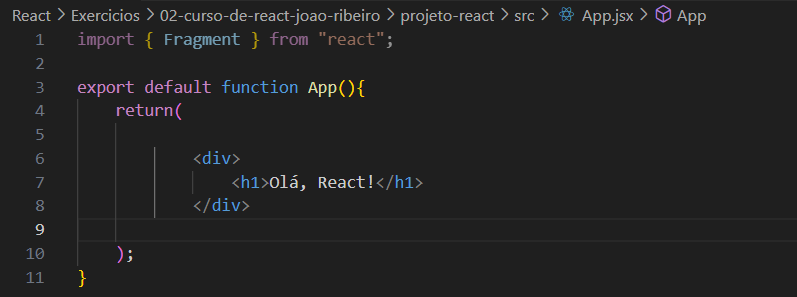 React > Exercicios > 02-curso-de-react-joao-ribeiro > projeto-react > src > App.jsx > App
1 import { Fragment } from "react";
2
3 export default function App(){
4     return(
5
6             <div>
7                 <h1>Olá, React!</h1>
8             </div>
9
10     );
11 }